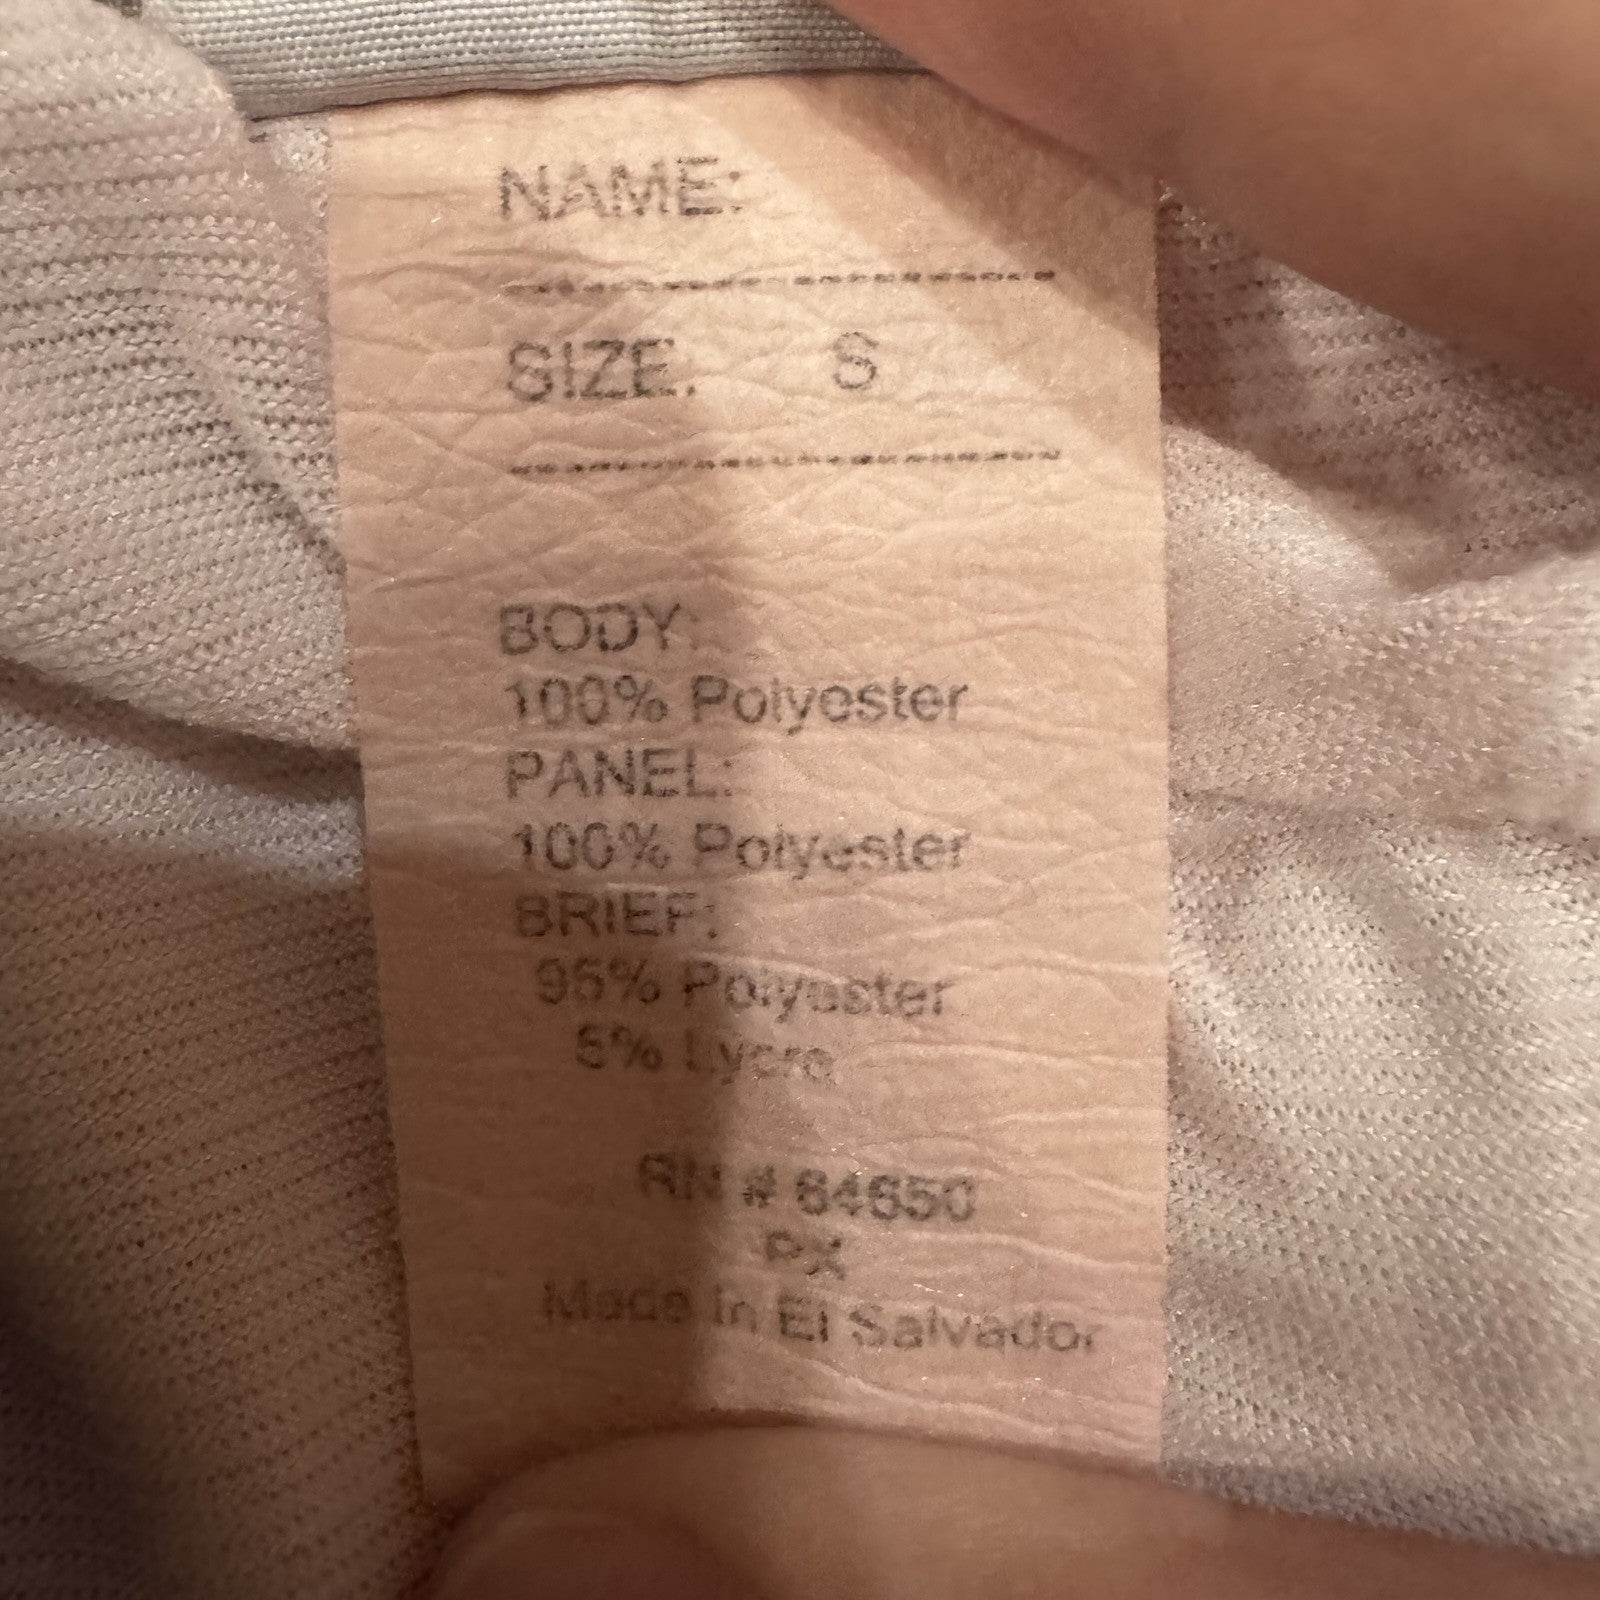 NAME:
SIZE: S
BODY:
100% Polyester
PANEL:
100% Polyester
BRIEF:
95% Polyester
5% Lycra
RN # 64650
PX
Made in El Salvador